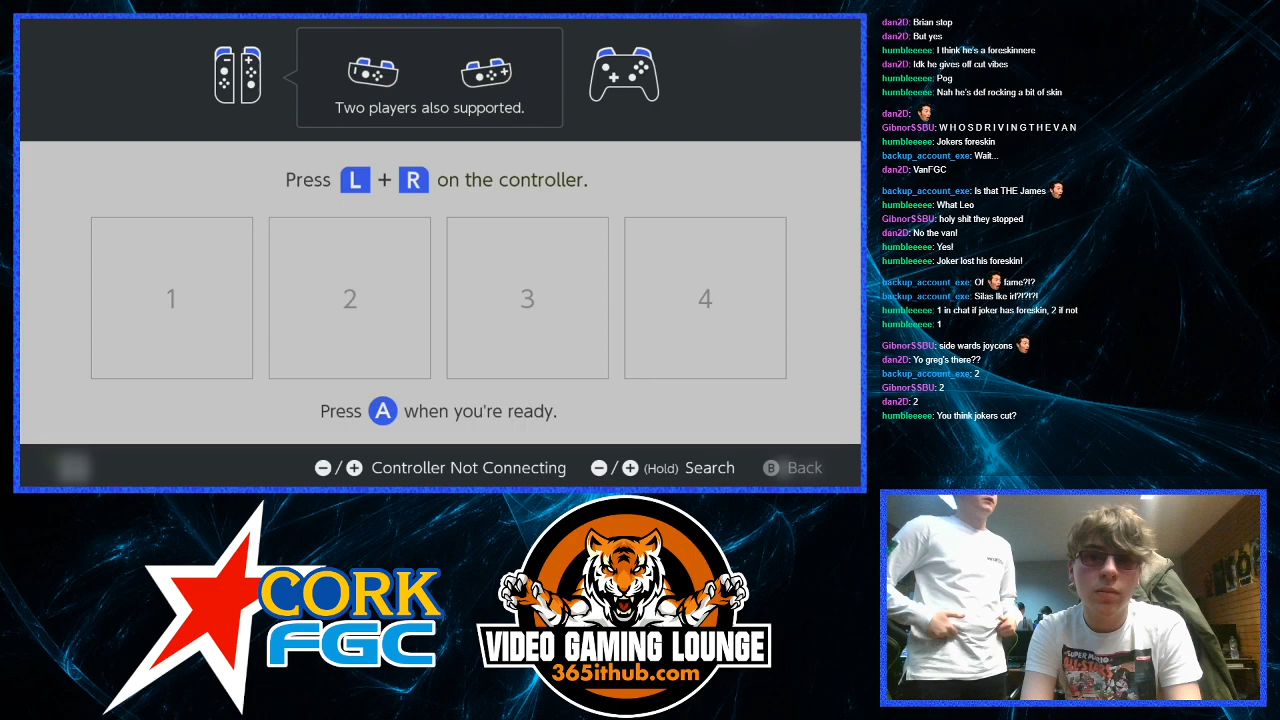 Two players also supported.
Press L + R on the controller.
1 2 3 4
Press A when you're ready.
−/+ Controller Not Connecting −/+ (Hold) Search B Back
dan2D: Brian stop
dan2D: But yes
humbleeeee: I think he's a foreskinnere
dan2D: Idk he gives off cut vibes
humbleeeee: Pog
humbleeeee: Nah he's def rocking a bit of skin
dan2D:
Gibnor$SBU: W H O S D R I V I N G T H E V A N
humbleeeee: Jokers foreskin
backup_account_exe: Wait...
dan2D: VanFGC
backup_account_exe: Is that THE James
humbleeeee: What Leo
Gibnor$SBU: holy shit they stopped
dan2D: No the van!
humbleeeee: Yes!
humbleeeee: Joker lost his foreskin!
backup_account_exe: Of fame?!?
backup_account_exe: Silas Ike irl?!?!?!
humbleeeee: 1 in chat if joker has foreskin, 2 if not
humbleeeee: 1
Gibnor$SBU: side wards joycons
dan2D: Yo greg's there??
backup_account_exe: 2
Gibnor$SBU: 2
dan2D: 2
humbleeeee: You think jokers cut?
CORK
FGC
VIDEO GAMING LOUNGE
365ithub.com
SUPER MARIO
ALL-STARS